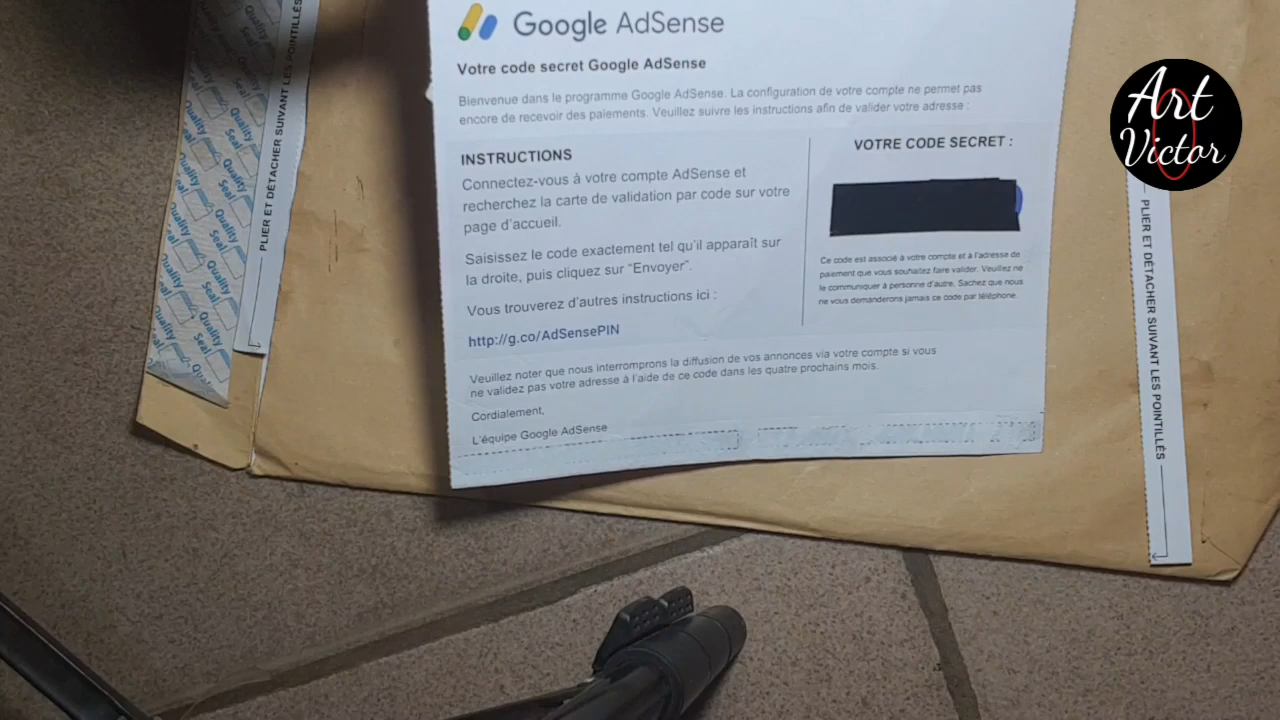 Google AdSense
Votre code secret Google AdSense
Bienvenue dans le programme Google AdSense. La configuration de votre compte ne permet pas
encore de recevoir des paiements. Veuillez suivre les instructions afin de valider votre adresse :
INSTRUCTIONS
Connectez-vous à votre compte AdSense et
recherchez la carte de validation par code sur votre
page d'accueil.
Saisissez le code exactement tel qu'il apparaît sur
la droite, puis cliquez sur “Envoyer”.
Vous trouverez d'autres instructions ici :
http://g.co/AdSensePIN
VOTRE CODE SECRET :
Ce code est associé à votre compte et à l'adresse de
paiement que vous souhaitez faire valider. Veuillez ne
le communiquer à personne d'autre. Sachez que nous
ne vous demanderons jamais ce code par téléphone.
Veuillez noter que nous interromprons la diffusion de vos annonces via votre compte si vous
ne validez pas votre adresse à l'aide de ce code dans les quatre prochains mois.
Cordialement,
L'équipe Google AdSense
PLIER ET DÉTACHER SUIVANT LES POINTILLÉS
PLIER ET DÉTACHER SUIVANT LES POINTILLÉS
Quality
Seal
Quality
Seal
Quality
Seal
Quality
Seal
Art
Victor